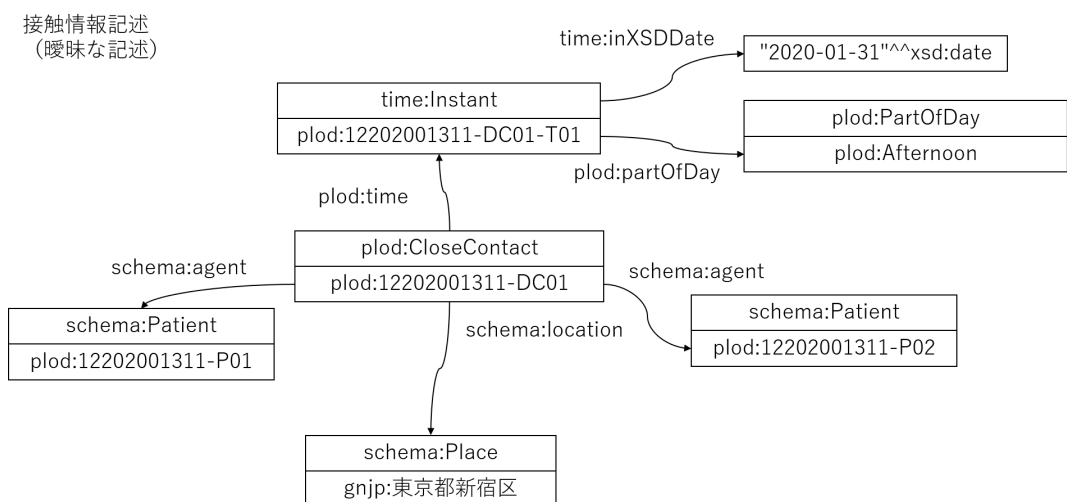 接触情報記述
（曖昧な記述）
time:inXSDDate
"2020-01-31"^^xsd:date
time:Instant
plod:12202001311-DC01-T01
plod:PartOfDay
plod:Afternoon
plod:partOfDay
plod:time
plod:CloseContact
plod:12202001311-DC01
schema:agent
schema:agent
schema:Patient
plod:12202001311-P01
schema:location
schema:Patient
plod:12202001311-P02
schema:Place
gnjp:東京都新宿区